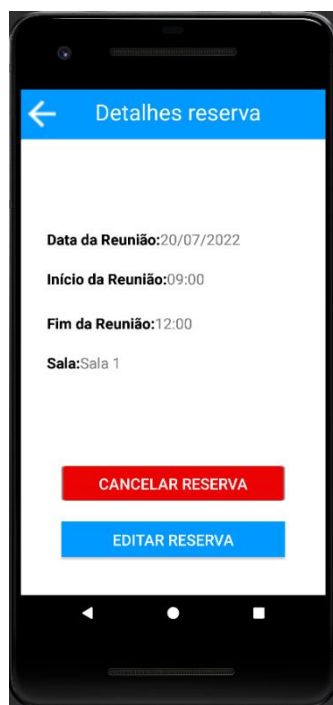 Detalhes reserva
Data da Reunião:20/07/2022
Início da Reunião:09:00
Fim da Reunião:12:00
Sala:Sala 1
CANCELAR RESERVA
EDITAR RESERVA